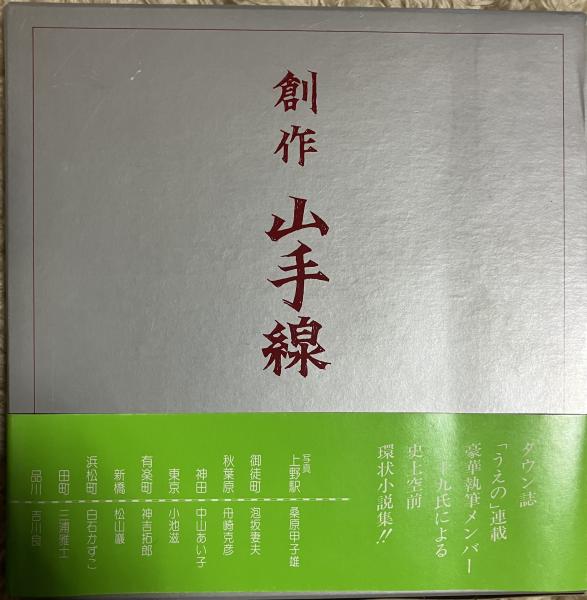 創作
山手線
タウン誌
「うえの」連載
豪華執筆メンバー
二十九氏による
史上空前
環状小説集!!
写真
上野駅 桑原甲子雄
御徒町 泡坂妻夫
秋葉原 舟崎克彦
神田 中山あい子
東京 小池滋
有楽町 神吉拓郎
新橋 松山巖
浜松町 白石かずこ
田町 三浦雅士
品川 吉川良